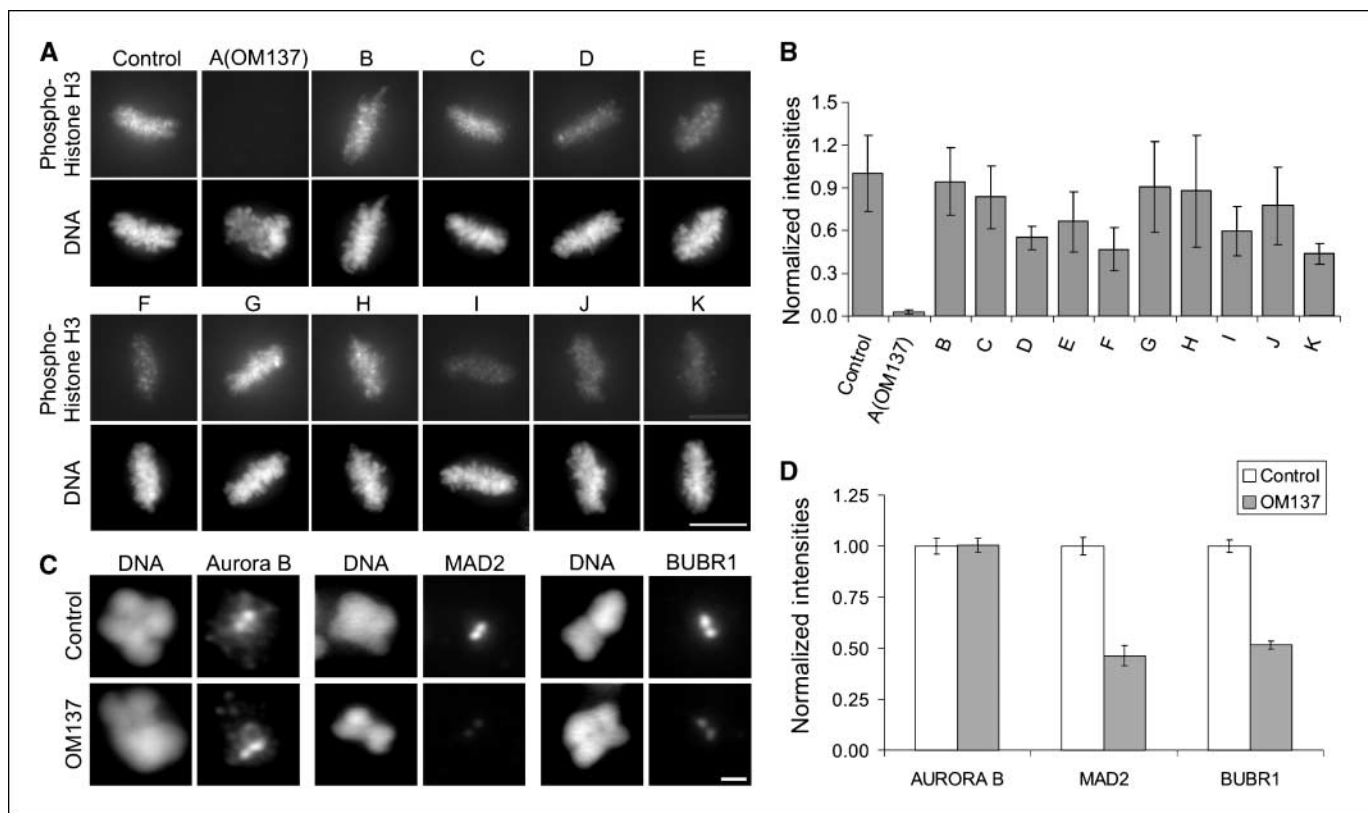 A
Control A(OM137) B C D E
Phospho-
Histone H3
DNA
F G H I J K
Phospho-
Histone H3
DNA
B
Normalized intensities
1.5
1.2
0.9
0.6
0.3
0.0
Control A(OM137) B C D E F G H I J K
C
DNA Aurora B DNA MAD2 DNA BUBR1
Control
OM137
D
Control
OM137
Normalized intensities
1.25
1.00
0.75
0.50
0.25
0.00
AURORA B MAD2 BUBR1